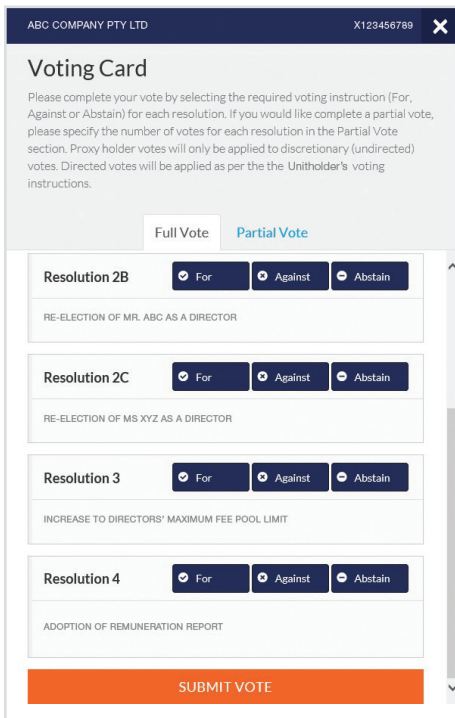 ABC COMPANY PTY LTD X123456789
Voting Card
Please complete your vote by selecting the required voting instruction (For,
Against or Abstain) for each resolution. If you would like complete a partial vote,
please specify the number of votes for each resolution in the Partial Vote
section. Proxy holder votes will only be applied to discretionary (undirected)
votes. Directed votes will be applied as per the the Unitholder's voting
instructions.
Full Vote Partial Vote
Resolution 2B For Against Abstain
RE-ELECTION OF MR. ABC AS A DIRECTOR
Resolution 2C For Against Abstain
RE-ELECTION OF MS XYZ AS A DIRECTOR
Resolution 3 For Against Abstain
INCREASE TO DIRECTORS' MAXIMUM FEE POOL LIMIT
Resolution 4 For Against Abstain
ADOPTION OF REMUNERATION REPORT
SUBMIT VOTE